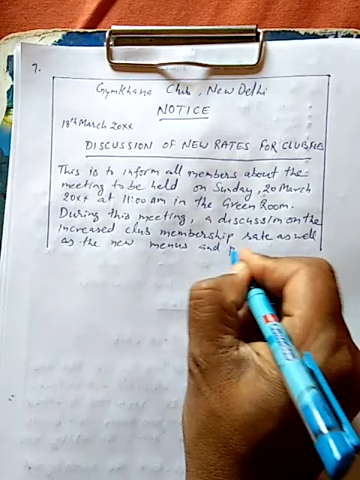 7.
Gymkhana Club, New Delhi
NOTICE
18th March 20xx
DISCUSSION OF NEW RATES FOR CLUB
This is to inform all members about the
meeting to be held on Sunday, 20 March
20xx at 11:00 am in the Green Room.
During this meeting, a discussion on the
increased club membership rate as well
as the new menus and